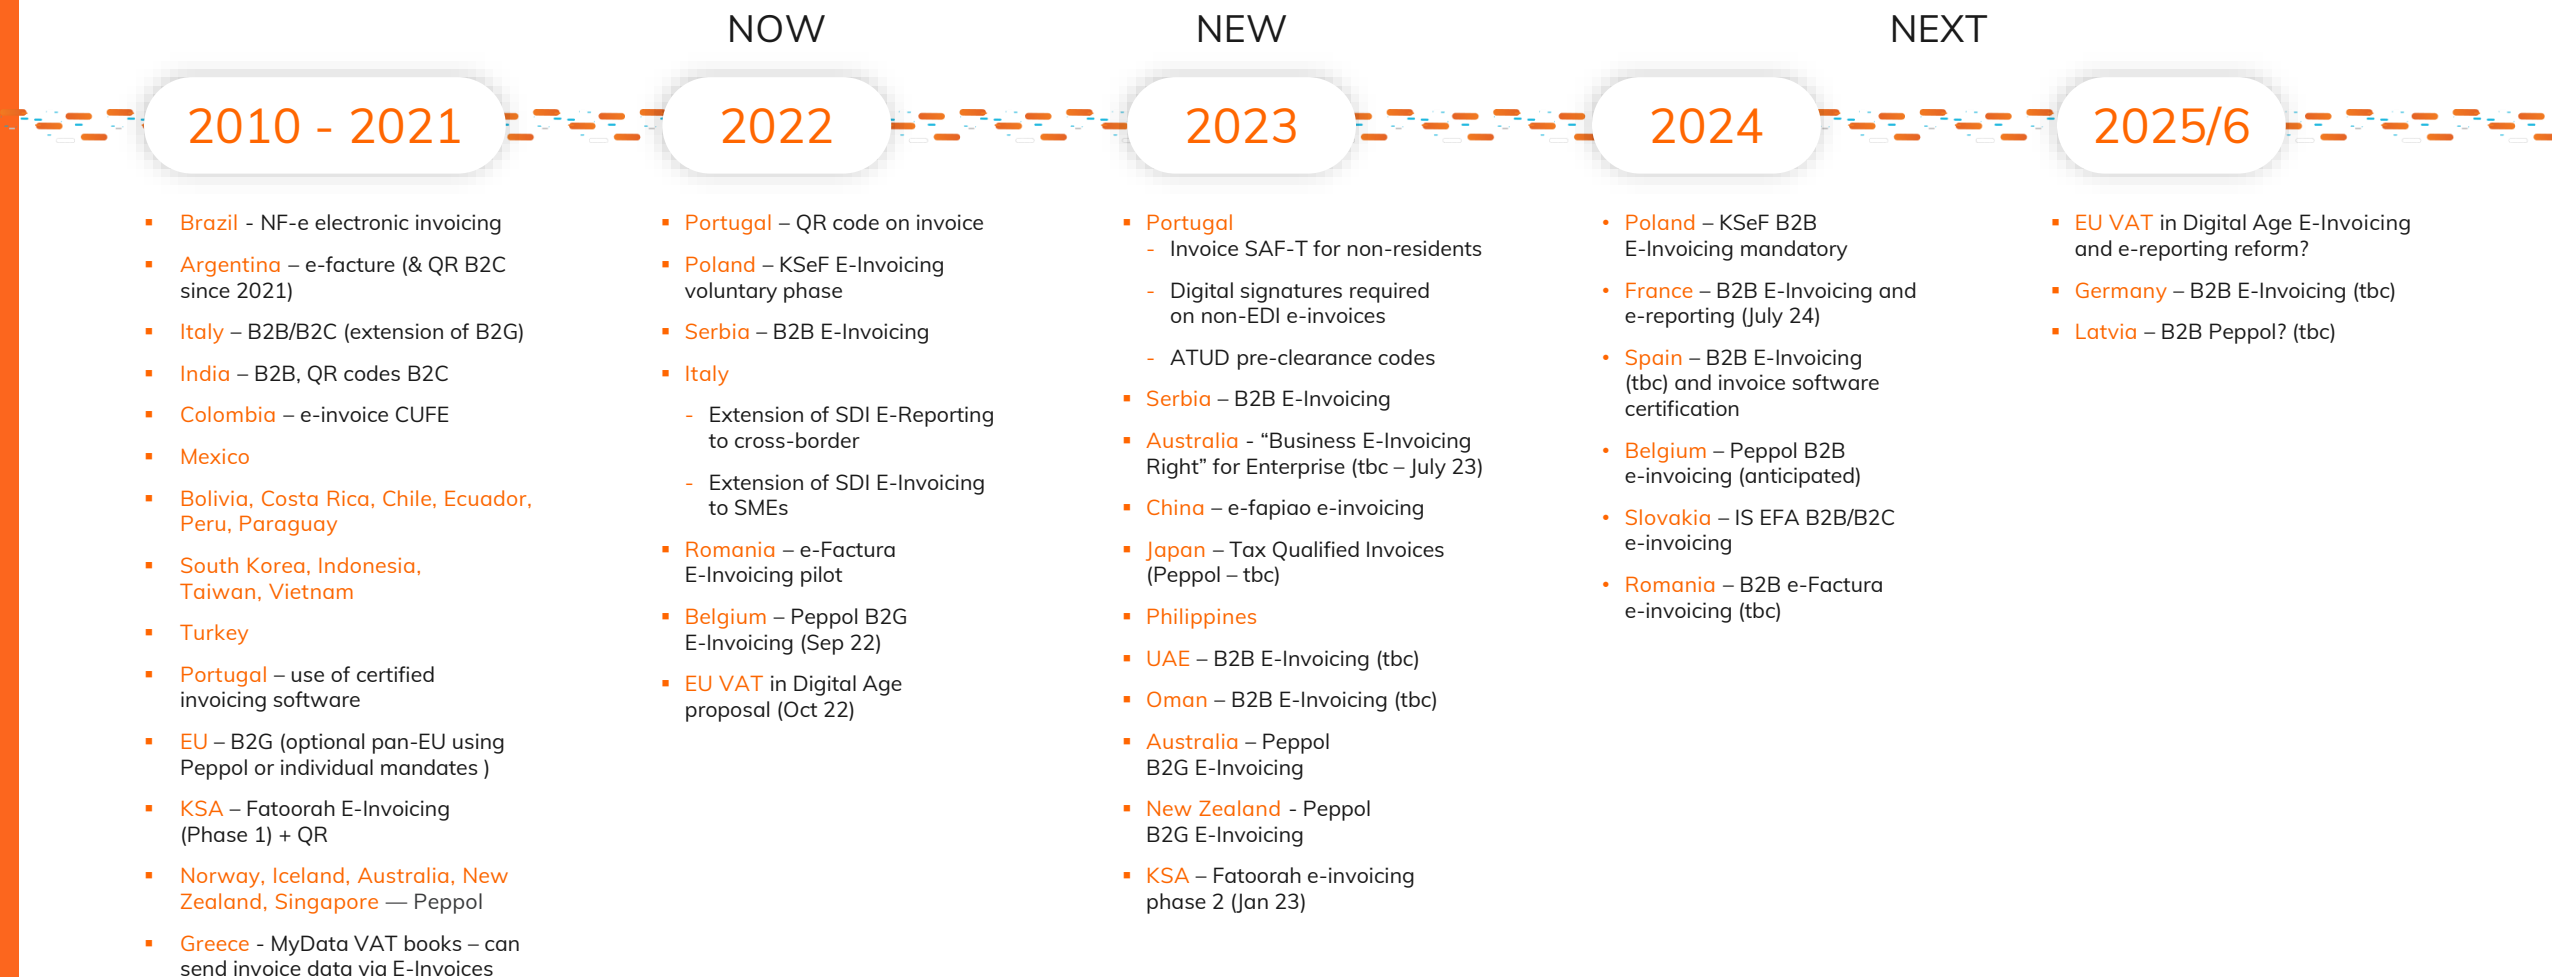 NOW
NEW
NEXT
2010 - 2021
2022
2023
2024
2025/6
Brazil - NF-e electronic invoicing
Argentina – e-facture (& QR B2C
since 2021)
Italy – B2B/B2C (extension of B2G)
India – B2B, QR codes B2C
Colombia – e-invoice CUFE
Mexico
Bolivia, Costa Rica, Chile, Ecuador,
Peru, Paraguay
South Korea, Indonesia,
Taiwan, Vietnam
Turkey
Portugal – use of certified
invoicing software
EU – B2G (optional pan-EU using
Peppol or individual mandates )
KSA – Fatoorah E-Invoicing
(Phase 1) + QR
Norway, Iceland, Australia, New
Zealand, Singapore — Peppol
Greece - MyData VAT books – can
send invoice data via E-Invoices
Portugal – QR code on invoice
Poland – KSeF E-Invoicing
voluntary phase
Serbia – B2B E-Invoicing
Italy
- Extension of SDI E-Reporting
to cross-border
- Extension of SDI E-Invoicing
to SMEs
Romania – e-Factura
E-Invoicing pilot
Belgium – Peppol B2G
E-Invoicing (Sep 22)
EU VAT in Digital Age
proposal (Oct 22)
Portugal
- Invoice SAF-T for non-residents
- Digital signatures required
on non-EDI e-invoices
- ATUD pre-clearance codes
Serbia – B2B E-Invoicing
Australia - “Business E-Invoicing
Right” for Enterprise (tbc – July 23)
China – e-fapiao e-invoicing
Japan – Tax Qualified Invoices
(Peppol – tbc)
Philippines
UAE – B2B E-Invoicing (tbc)
Oman – B2B E-Invoicing (tbc)
Australia – Peppol
B2G E-Invoicing
New Zealand - Peppol
B2G E-Invoicing
KSA – Fatoorah e-invoicing
phase 2 (Jan 23)
Poland – KSeF B2B
E-Invoicing mandatory
France – B2B E-Invoicing and
e-reporting (July 24)
Spain – B2B E-Invoicing
(tbc) and invoice software
certification
Belgium – Peppol B2B
e-invoicing (anticipated)
Slovakia – IS EFA B2B/B2C
e-invoicing
Romania – B2B e-Factura
e-invoicing (tbc)
EU VAT in Digital Age E-Invoicing
and e-reporting reform?
Germany – B2B E-Invoicing (tbc)
Latvia – B2B Peppol? (tbc)